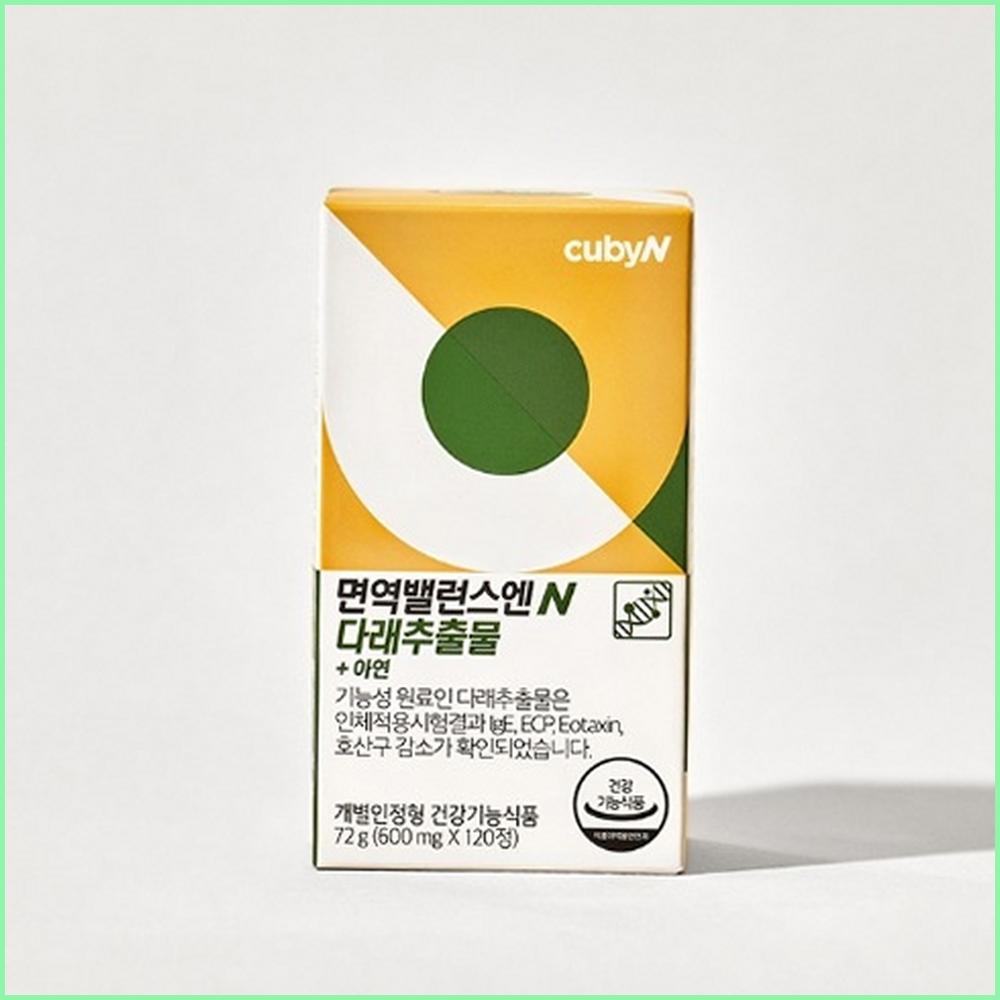 cubyN
면역밸런스엔 N
다래추출물
+ 아연
기능성 원료인 다래추출물은
인체적용시험결과 IgE, ECP, Eotaxin,
호산구 감소가 확인되었습니다.
건강
기능식품
개별인정형 건강기능식품
72 g (600 mg X 120정)